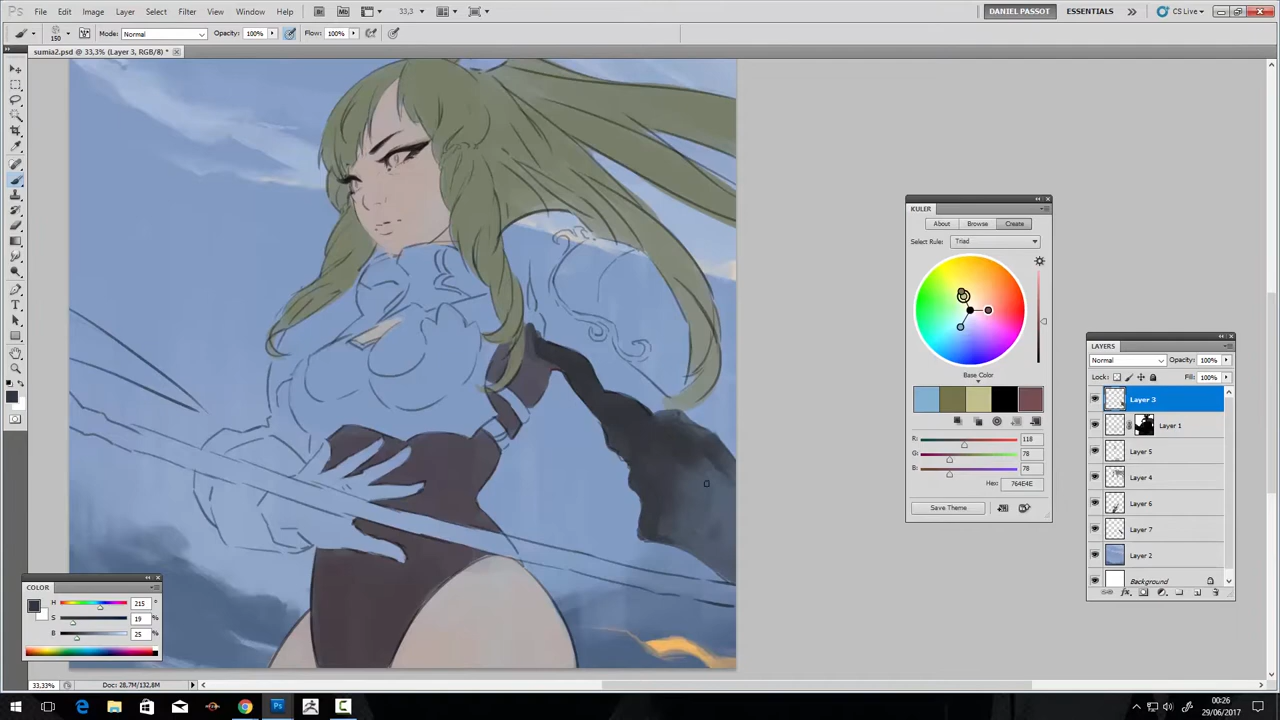 Ps File Edit Image Layer Select Filter View Window Help Br Mb 33,3 DANIEL PASSOT ESSENTIALS CS Live
150 Mode: Normal Opacity: 100% Flow: 100%
sumia2.psd @ 33,3% (Layer 3, RGB/8) *
KULER
About Browse Create
Select Rule: Triad
Base Color
R: 118
G: 78
B: 78
Hex: 764E4E
Save Theme
LAYERS
Normal Opacity: 100%
Lock: Fill: 100%
Layer 3
Layer 1
Layer 5
Layer 4
Layer 6
Layer 7
Layer 2
Background
COLOR
H 215 °
S 19 %
B 25 %
33,33% Doc: 28,7M/132,8M
00:26
29/06/2017